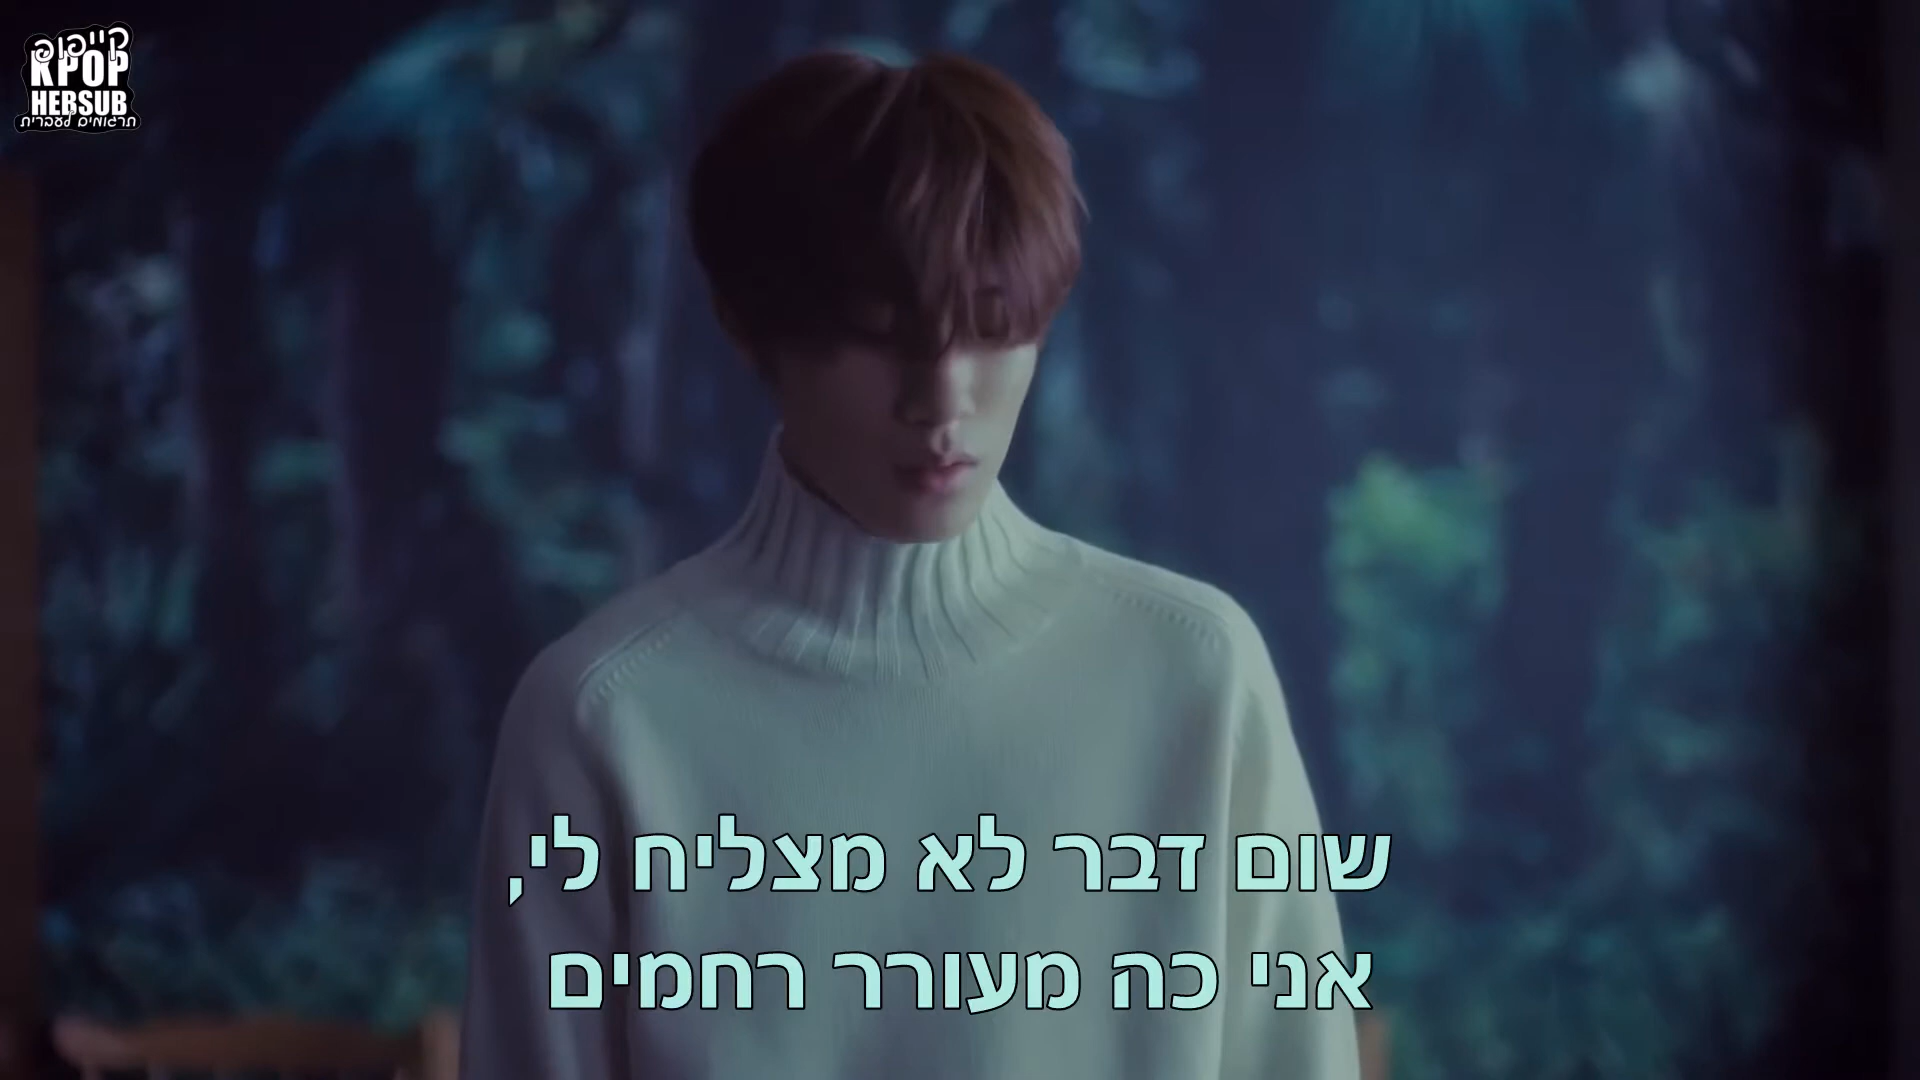 קייפופ
KPOP
HEBSUB
תרגומים לעברית
שום דבר לא מצליח לי,
אני כה מעורר רחמים